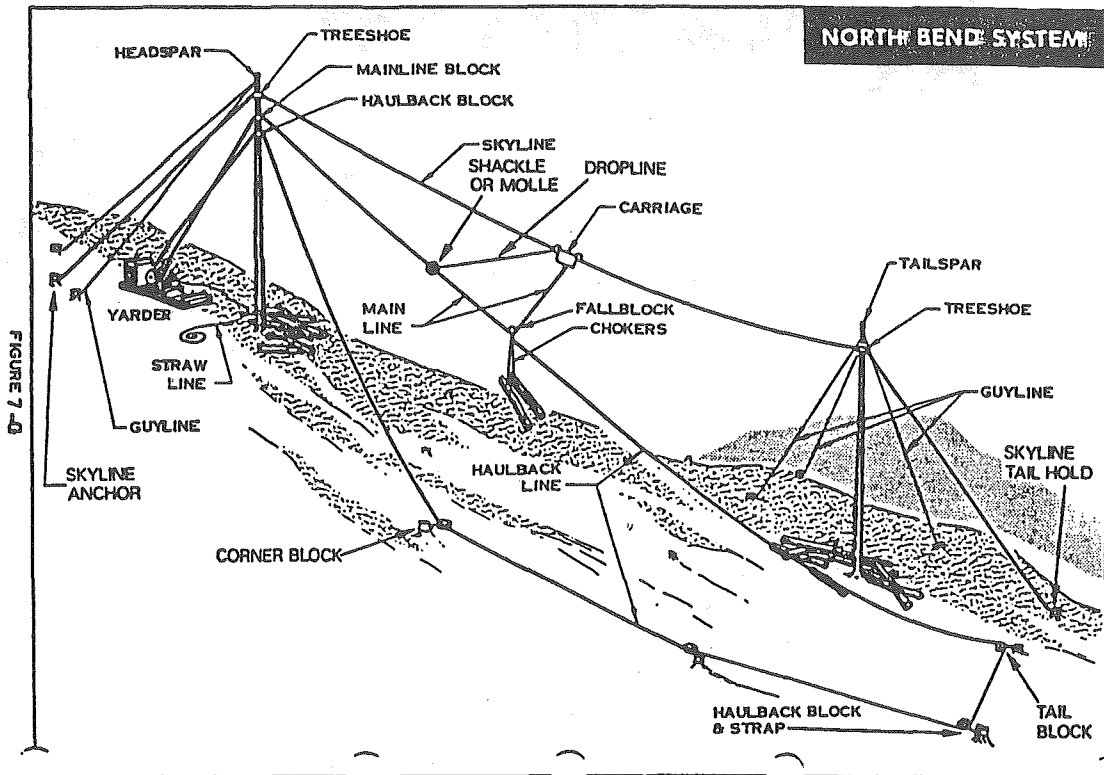 NORTH BEND SYSTEM
HEADSPAR
TREESHOE
MAINLINE BLOCK
HAULBACK BLOCK
SKYLINE
SHACKLE
OR MOLLE
DROPLINE
CARRIAGE
TAILSPAR
TREESHOE
YARDER
MAIN
LINE
FALLBLOCK
CHOKERS
STRAW
LINE
GUYLINE
GUYLINE
SKYLINE
ANCHOR
HAULBACK
LINE
SKYLINE
TAIL HOLD
CORNER BLOCK
HAULBACK BLOCK
& STRAP
TAIL
BLOCK
FIGURE 7-